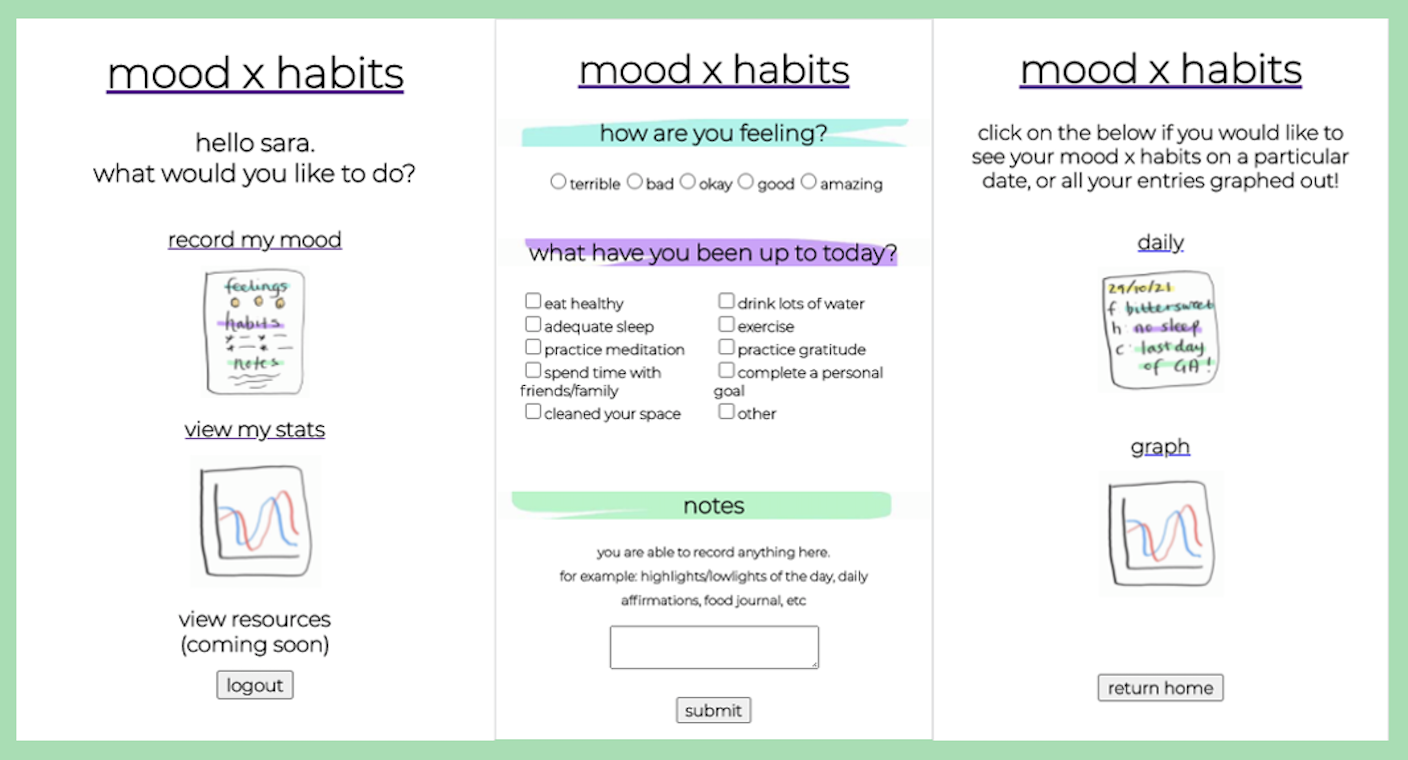 mood x habits
hello sara.
what would you like to do?
record my mood
feelings
habits
notes
view my stats
view resources
(coming soon)
logout
mood x habits
how are you feeling?
terrible bad okay good amazing
what have you been up to today?
eat healthy
adequate sleep
practice meditation
spend time with
friends/family
cleaned your space
drink lots of water
exercise
practice gratitude
complete a personal
goal
other
notes
you are able to record anything here.
for example: highlights/lowlights of the day, daily
affirmations, food journal, etc
submit
mood x habits
click on the below if you would like to
see your mood x habits on a particular
date, or all your entries graphed out!
daily
29/10/21
f bittersweet
h: no sleep
c: last day
of GA!
graph
return home